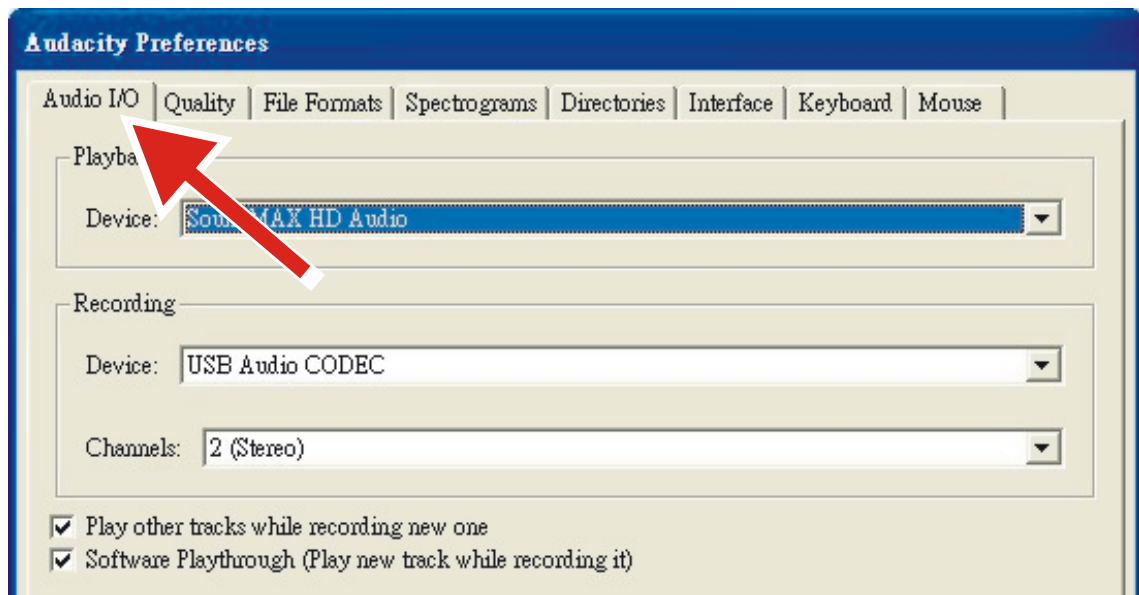 Audacity Preferences
Audio I/O Quality File Formats Spectrograms Directories Interface Keyboard Mouse
Device: MAX HD Audio
Recording
Device: USB Audio CODEC
Channels: 2 (Stereo)
Play other tracks while recording new one
Software Playthrough (Play new track while recording it)